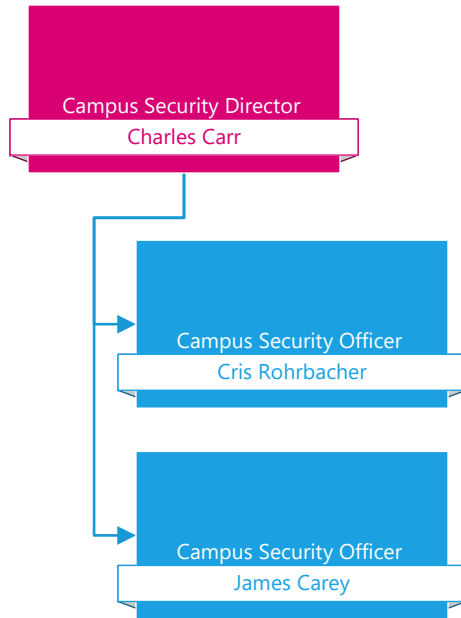 Campus Security Director
Charles Carr
Campus Security Officer
Cris Rohrbacher
Campus Security Officer
James Carey